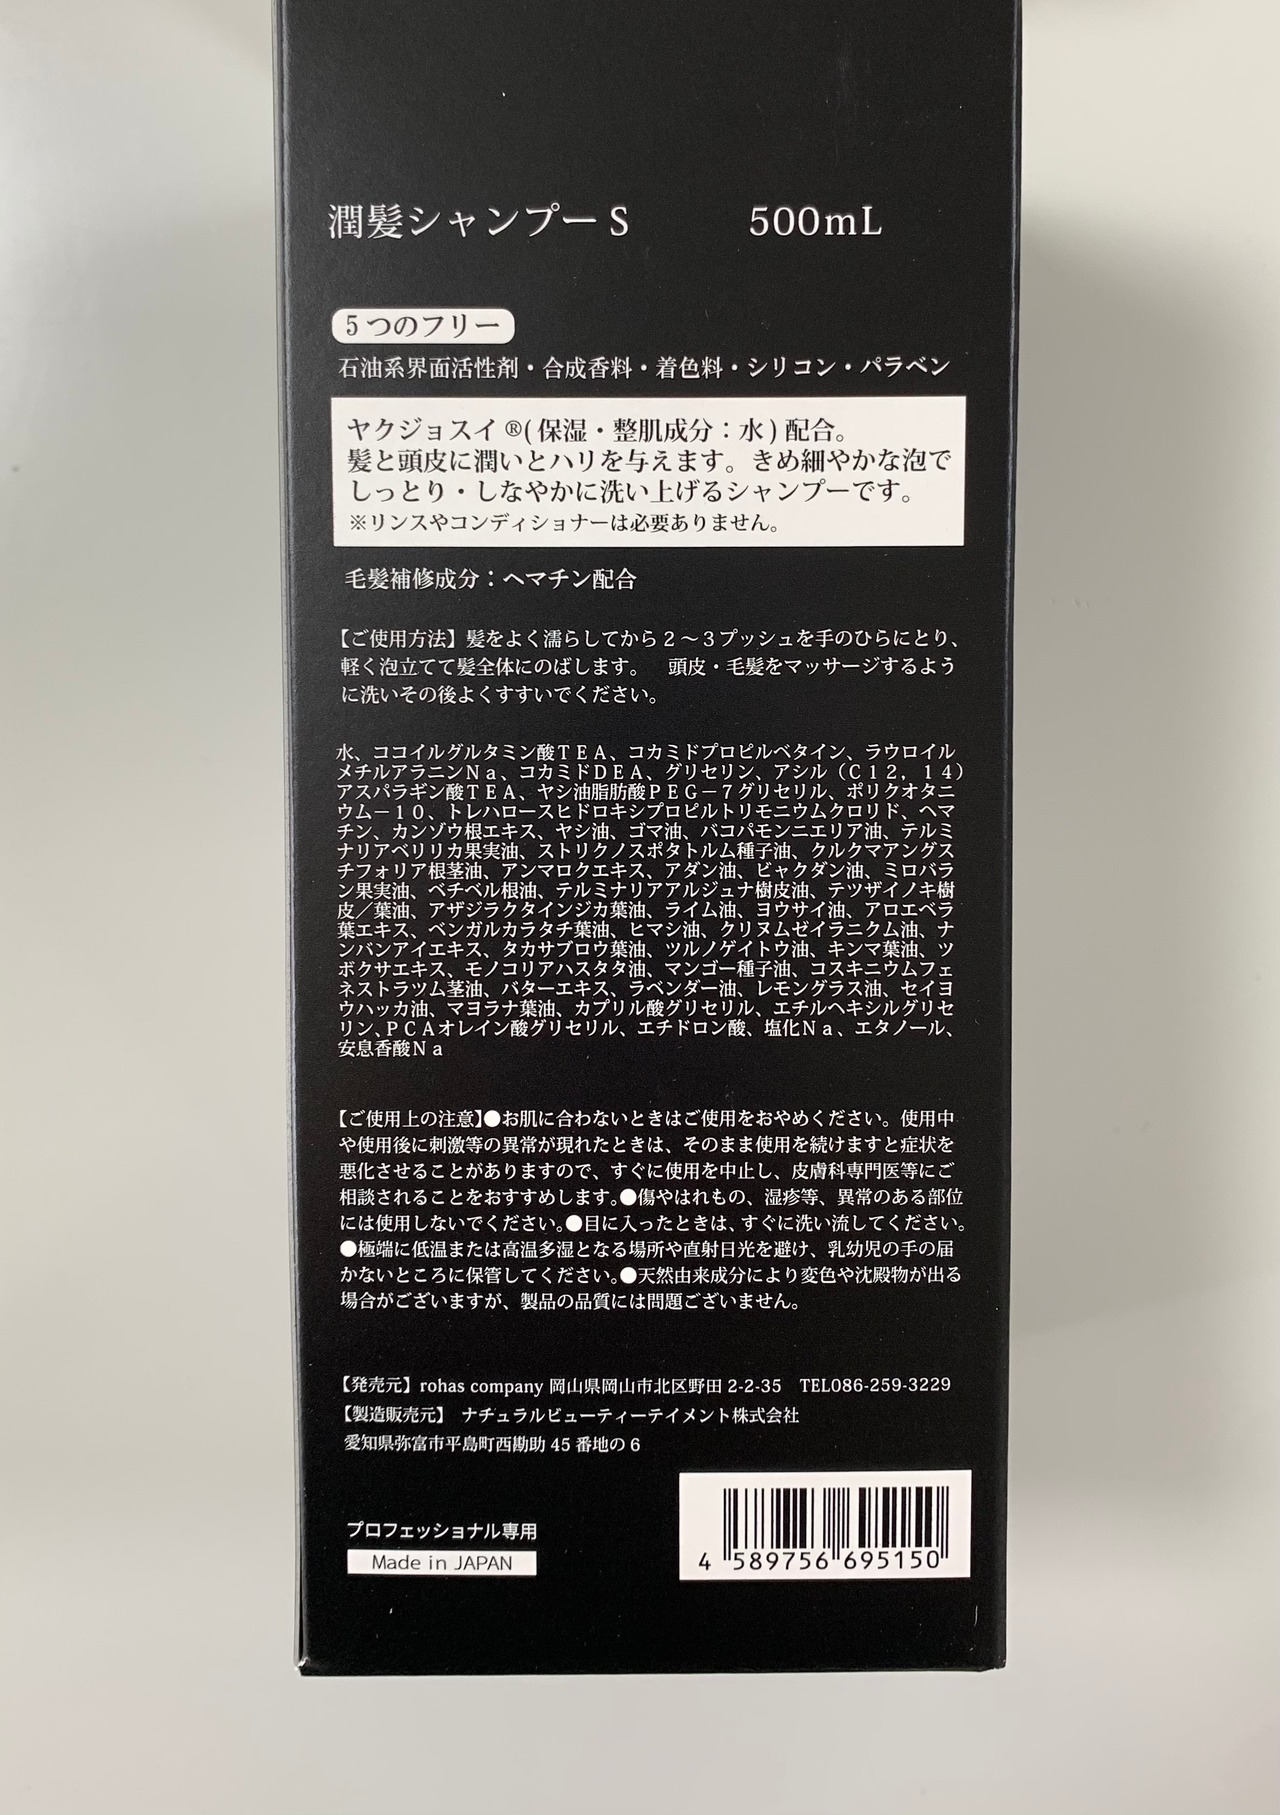 潤髪シャンプー S 500mL
5つのフリー
石油系界面活性剤・合成香料・着色料・シリコン・パラベン
ヤクジョスイ ®(保湿・整肌成分:水)配合。
髪と頭皮に潤いとハリを与えます。きめ細やかな泡で
しっとり・しなやかに洗い上げるシャンプーです。
※リンスやコンディショナーは必要ありません。
毛髪補修成分:ヘマチン配合
【ご使用方法】髪をよく濡らしてから2~3プッシュを手のひらにとり、
軽く泡立てて髪全体にのばします。 頭皮・毛髪をマッサージするよう
に洗いその後よくすすいでください。
水、ココイルグルタミン酸TEA、コカミドプロピルベタイン、ラウロイル
メチルアラニンNa、コカミドDEA、グリセリン、アシル(C12,14)
アスパラギン酸TEA、ヤシ油脂肪酸PEG-7グリセリル、ポリクオタニ
ウム-10、トレハロースヒドロキシプロピルトリモニウムクロリド、ヘマ
チン、カンゾウ根エキス、ヤシ油、ゴマ油、バコパモンニエリア油、テルミ
ナリアベリリカ果実油、ストリクノスポタトルム種子油、クルクマアングス
チフォリア根茎油、アンマロクエキス、アダン油、ビャクダン油、ミロバラ
ン果実油、ベチベル根油、テルミナリアアルジュナ樹皮油、テツザイノキ樹
皮/葉油、アザジラクタインジカ葉油、ライム油、ヨウサイ油、アロエベラ
葉エキス、ベンガルカラタチ葉油、ヒマシ油、クリヌムゼイラニクム油、ナ
ンバンアイエキス、タカサブロウ葉油、ツルノゲイトウ油、キンマ葉油、ツ
ボクサエキス、モノコリアハスタタ油、マンゴー種子油、コスキニウムフェ
ネストラツム茎油、バターエキス、ラベンダー油、レモングラス油、セイヨ
ウハッカ油、マヨラナ葉油、カプリル酸グリセリル、エチルヘキシルグリセ
リン、PCAオレイン酸グリセリル、エチドロン酸、塩化Na、エタノール、
安息香酸Na
【ご使用上の注意】●お肌に合わないときはご使用をおやめください。使用中
や使用後に刺激等の異常が現れたときは、そのまま使用を続けますと症状を
悪化させることがありますので、すぐに使用を中止し、皮膚科専門医等にご
相談されることをおすすめします。●傷やはれもの、湿疹等、異常のある部位
には使用しないでください。●目に入ったときは、すぐに洗い流してください。
●極端に低温または高温多湿となる場所や直射日光を避け、乳幼児の手の届
かないところに保管してください。●天然由来成分により変色や沈殿物が出る
場合がございますが、製品の品質には問題ございません。
【発売元】rohas company 岡山県岡山市北区野田 2-2-35 TEL086-259-3229
【製造販売元】 ナチュラルビューティーテイメント株式会社
愛知県弥富市平島町西勘助 45 番地の 6
プロフェッショナル専用
Made in JAPAN
4 589756 695150